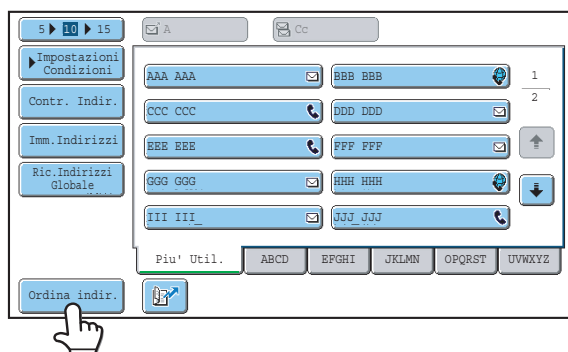 5 10 15
A
Cc
Impostazioni
Condizioni
Contr. Indir.
Imm.Indirizzi
Ric.Indirizzi
Globale
AAA AAA
BBB BBB
CCC CCC
DDD DDD
EEE EEE
FFF FFF
GGG GGG
HHH HHH
III III
JJJ JJJ
1
2
Piu' Util.
ABCD
EFGHI
JKLMN
OPQRST
UVWXYZ
Ordina indir.